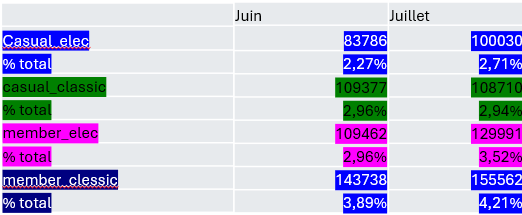 Juin Juillet
Casual_elec 83786 100030
% total 2,27% 2,71%
casual_classic 109377 108710
% total 2,96% 2,94%
member_elec 109462 129991
% total 2,96% 3,52%
member_clessic 143738 155562
% total 3,89% 4,21%